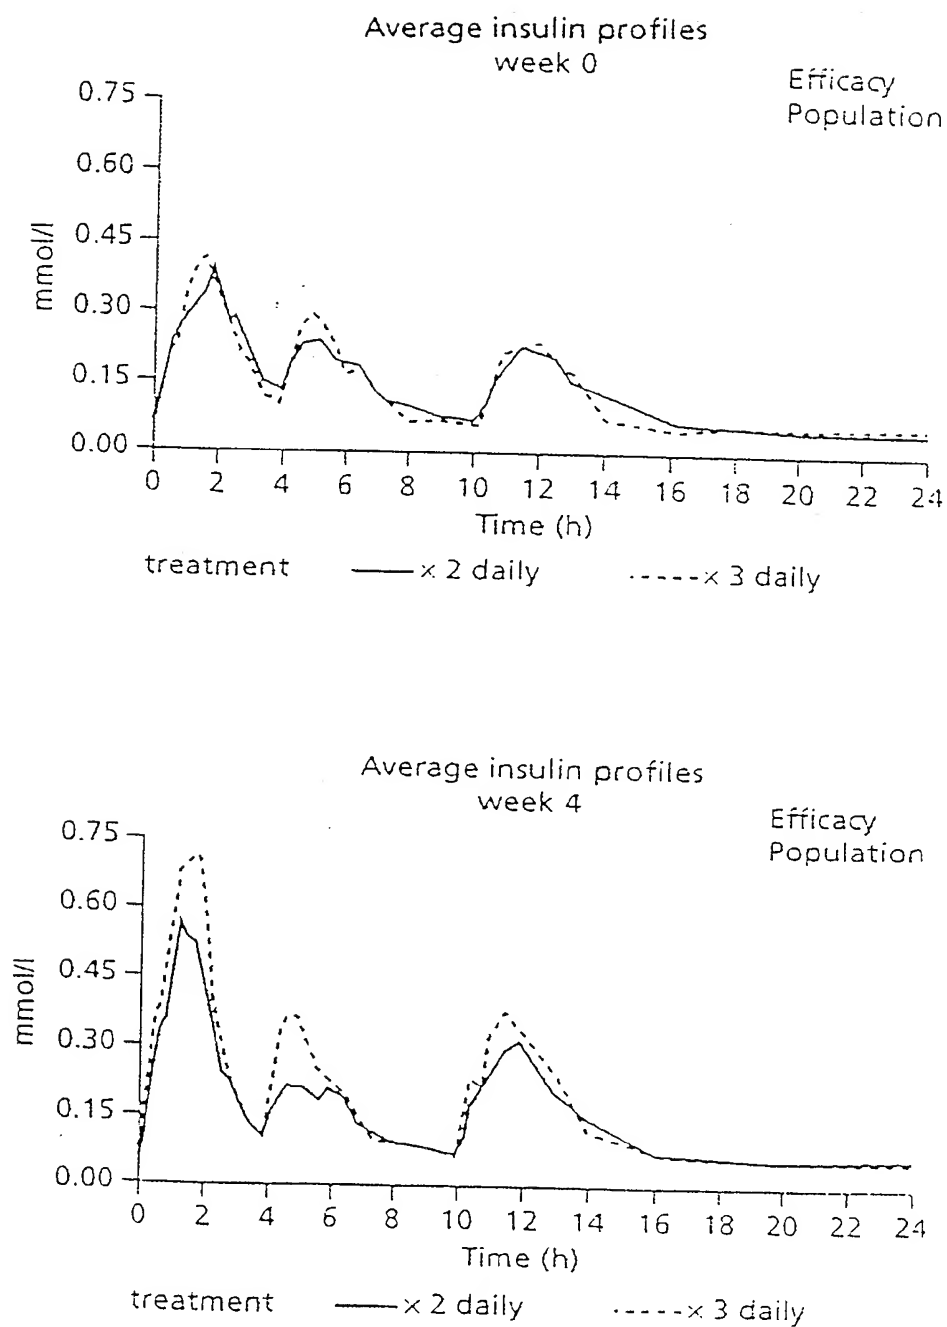 Average insulin profiles
week 0
Efficacy
Population
0.75
0.60
0.45
0.30
0.15
0.00
mmol/l
0 2 4 6 8 10 12 14 16 18 20 22 24
Time (h)
treatment x 2 daily x 3 daily
Average insulin profiles
week 4
Efficacy
Population
0.75
0.60
0.45
0.30
0.15
0.00
mmol/l
0 2 4 6 8 10 12 14 16 18 20 22 24
Time (h)
treatment x 2 daily x 3 daily